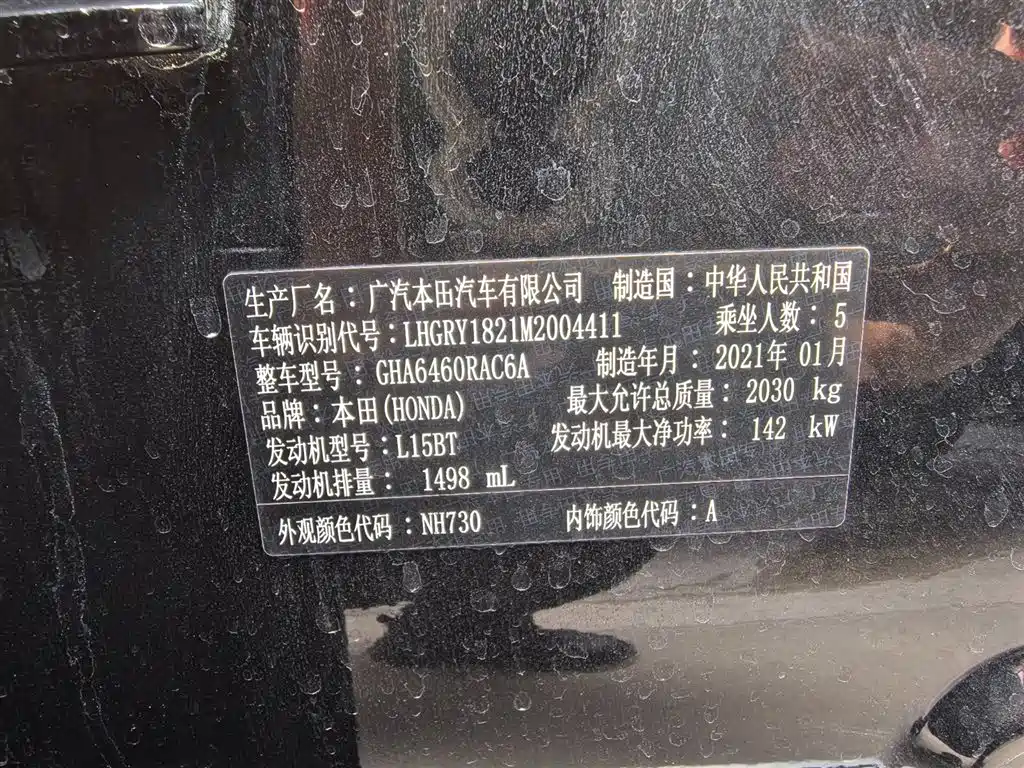 生产厂名：广汽本田汽车有限公司 制造国：中华人民共和国
车辆识别代号：LHGRY1821M2004411 乘坐人数：5
整车型号：GHA6460RAC6A 制造年月：2021年 01月
品牌：本田(HONDA) 最大允许总质量：2030 kg
发动机型号：L15BT 发动机最大净功率：142 kW
发动机排量：1498 mL
外观颜色代码：NH730 内饰颜色代码：A